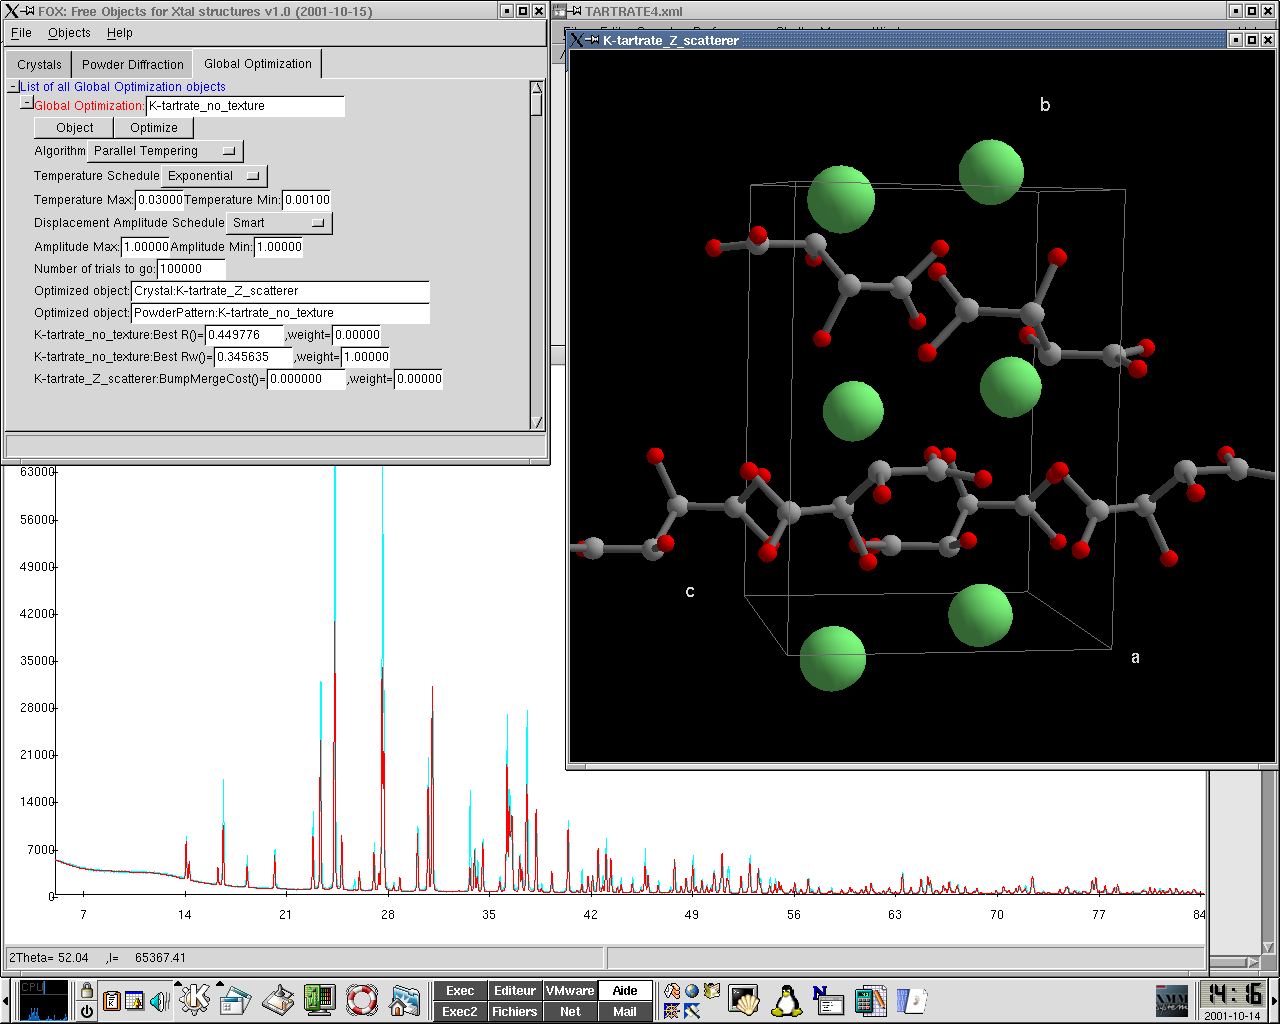 FOX: Free Objects for Xtal structures v1.0 (2001-10-15)
TARTRATE4.xml
File Objects Help
K-tartrate_Z_scatterer
Crystals Powder Diffraction Global Optimization
List of all Global Optimization objects
Global Optimization: K-tartrate_no_texture
Object Optimize
Algorithm Parallel Tempering
Temperature Schedule Exponential
Temperature Max: 0.03000 Temperature Min: 0.00100
Displacement Amplitude Schedule Smart
Amplitude Max: 1.00000 Amplitude Min: 1.00000
Number of trials to go: 100000
Optimized object: Crystal:K-tartrate_Z_scatterer
Optimized object: PowderPattern:K-tartrate_no_texture
K-tartrate_no_texture:Best R()= 0.449776 ,weight= 0.00000
K-tartrate_no_texture:Best Rw()= 0.345635 ,weight= 1.00000
K-tartrate_Z_scatterer:BumpMergeCost()= 0.000000 ,weight= 0.00000
b
c
a
63000
56000
49000
42000
35000
28000
21000
14000
7000
0
7 14 21 28 35 42 49 56 63 70 77 84
2Theta= 52.04 ,I= 65367.41
CPU
Exec Editeur VMware Aide
Exec2 Fichiers Net Mail
14:16
2001-10-14